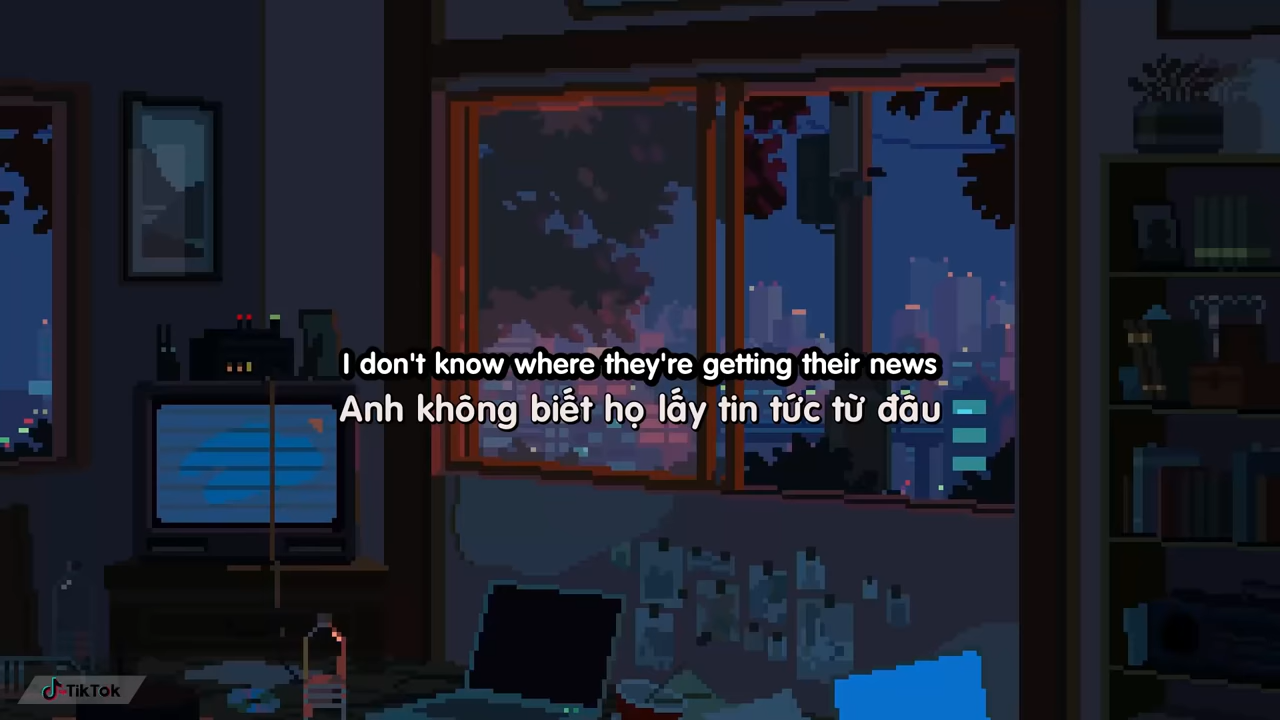 I don't know where they're getting their news
Anh không biết họ lấy tin tức từ đâu
TikTok